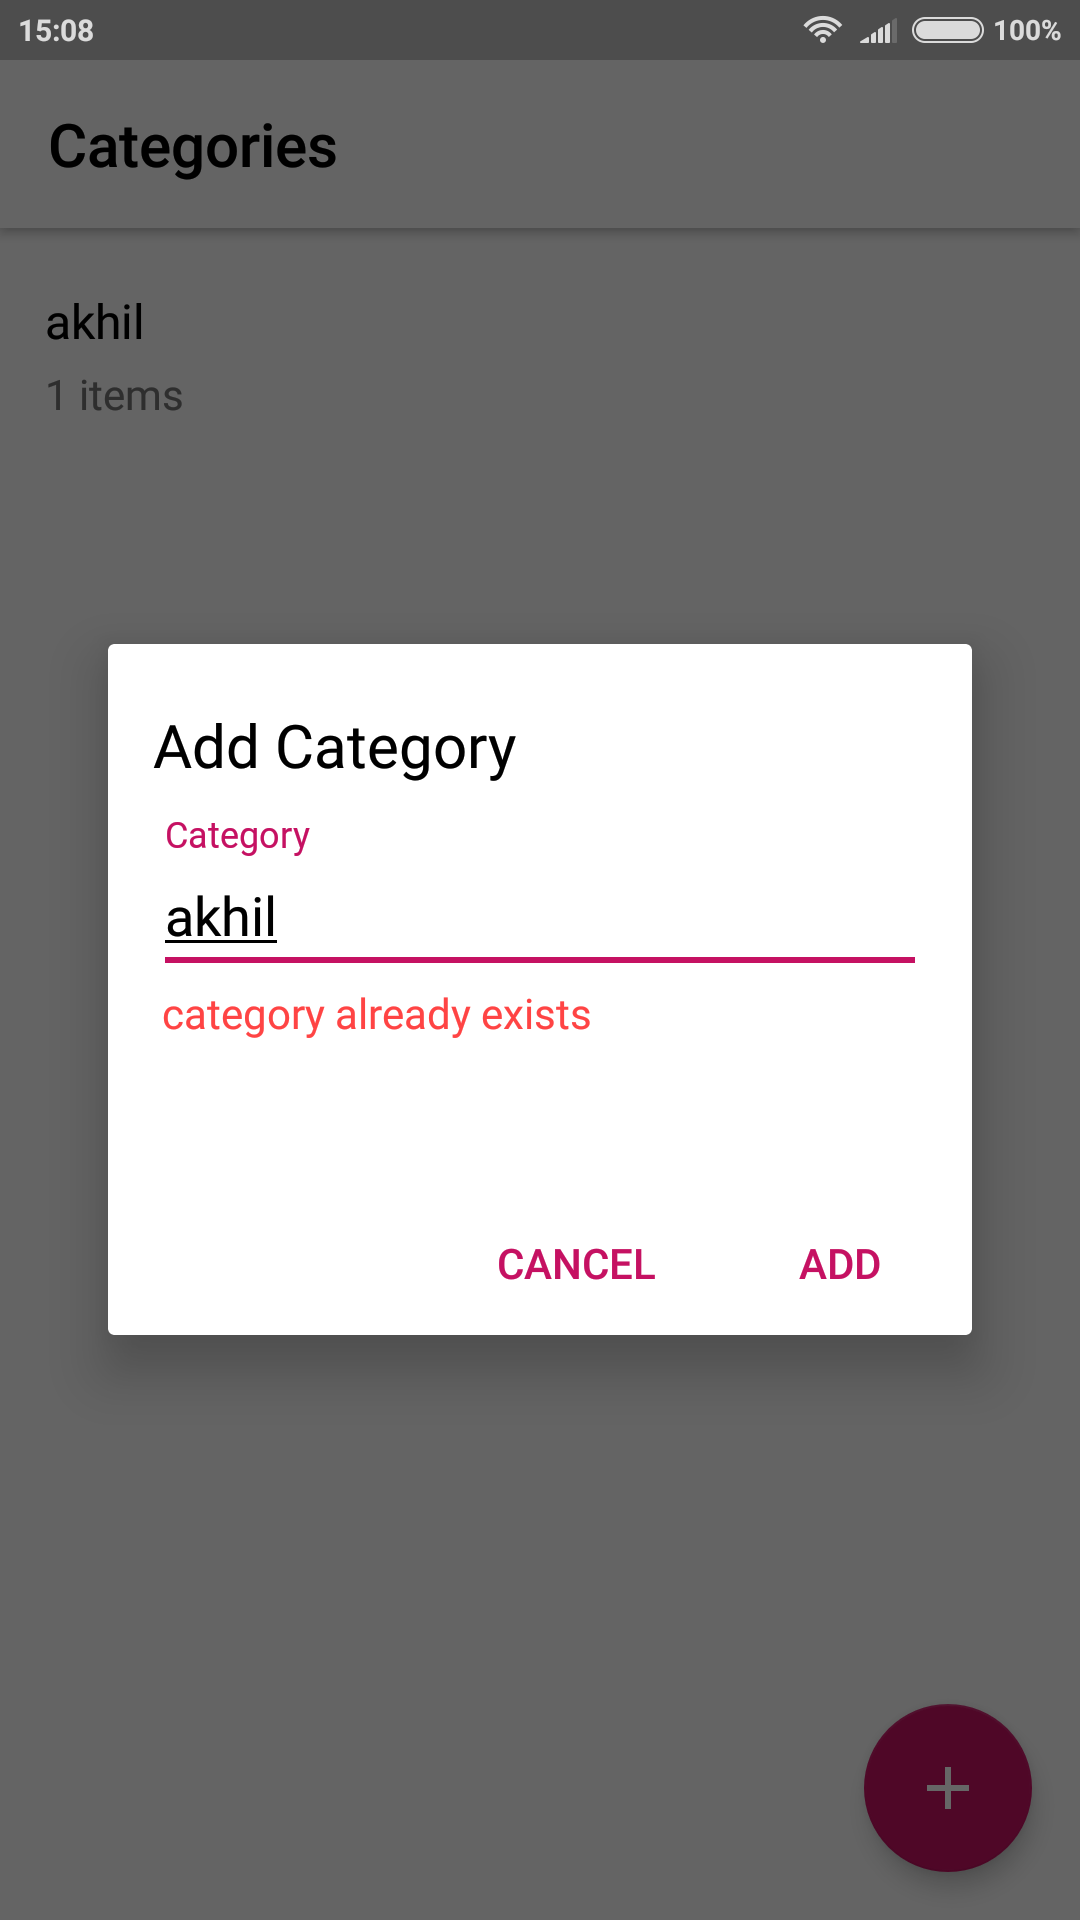 15:08 100%
Categories
akhil
1 items
Add Category
Category
akhil
category already exists
CANCEL ADD